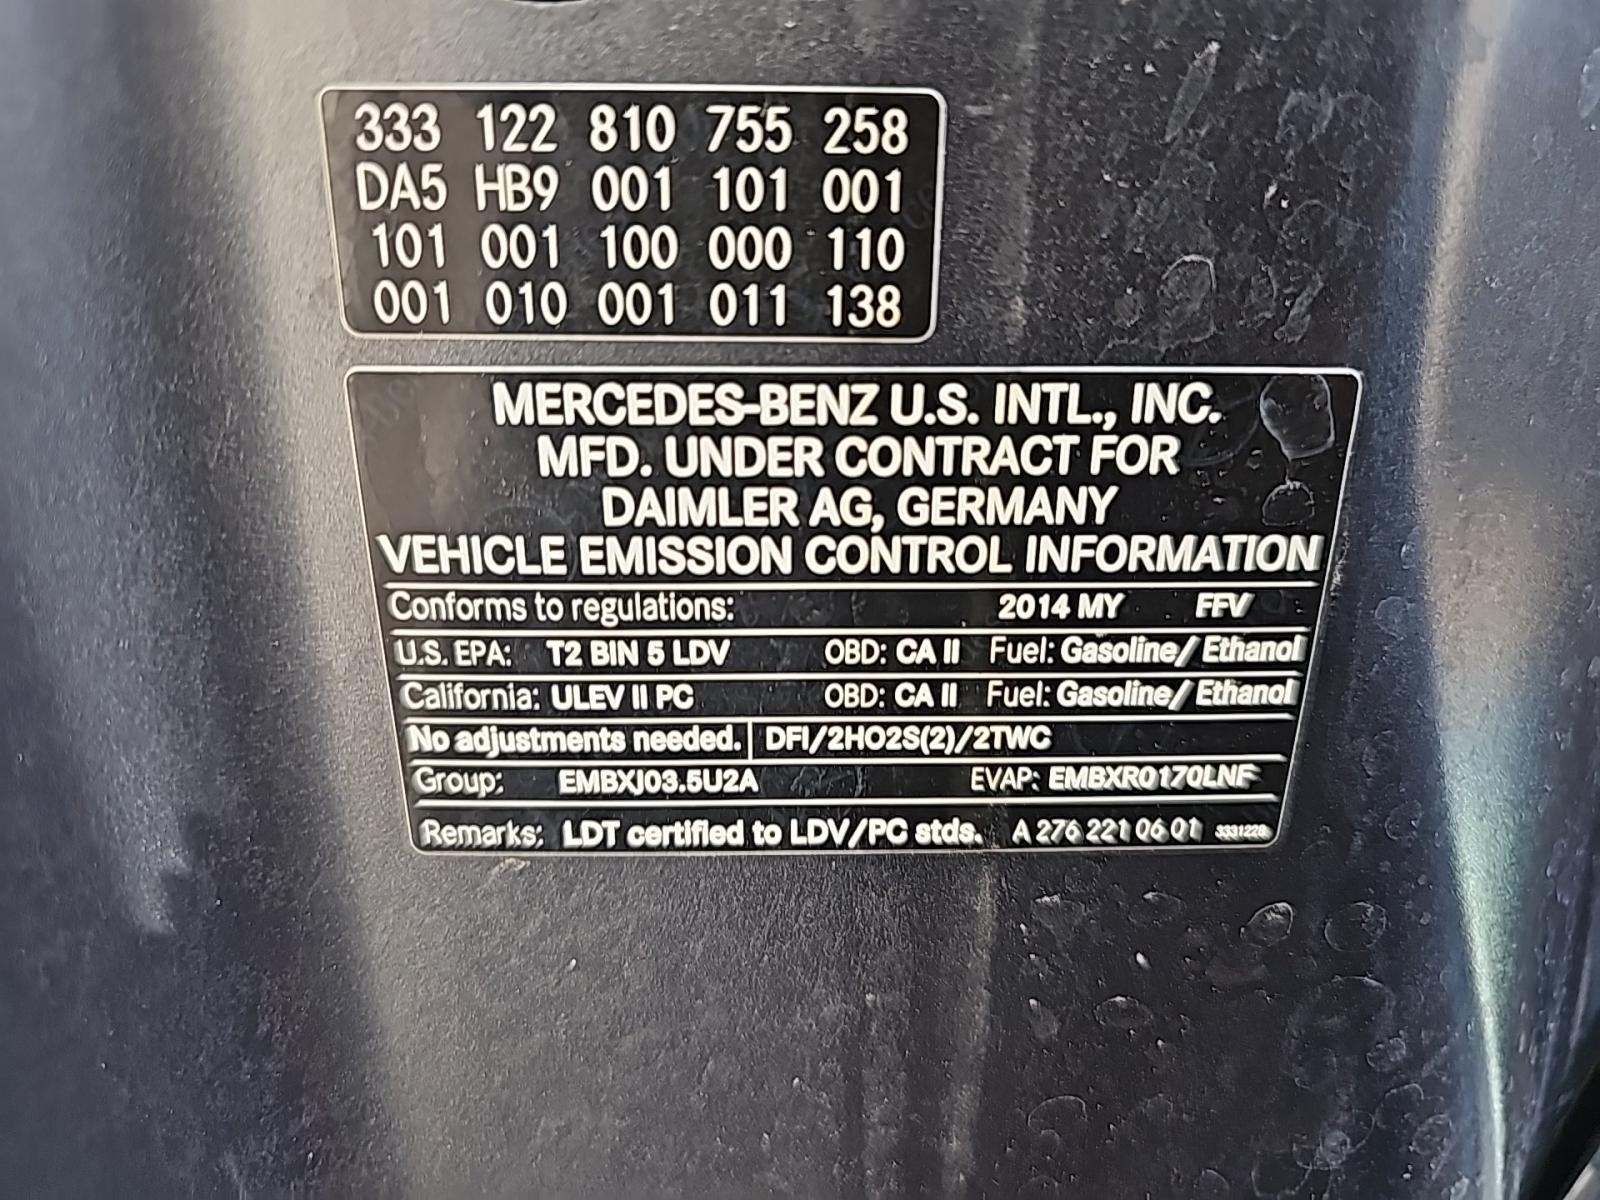 333 122 810 755 258
DA5 HB9 001 101 001
101 001 100 000 110
001 010 001 011 138
MERCEDES-BENZ U.S. INTL., INC.
MFD. UNDER CONTRACT FOR
DAIMLER AG, GERMANY
VEHICLE EMISSION CONTROL INFORMATION
Conforms to regulations: 2014 MY FFV
U.S. EPA: T2 BIN 5 LDV OBD: CA II Fuel: Gasoline/Ethanol
California: ULEV II PC OBD: CA II Fuel: Gasoline/Ethanol
No adjustments needed. DFI/2HO2S(2)/2TWC
Group: EMBXJ03.5U2A EVAP: EMBXR0170LNF
Remarks: LDT certified to LDV/PC stds. A 276 221 06 01 3331228